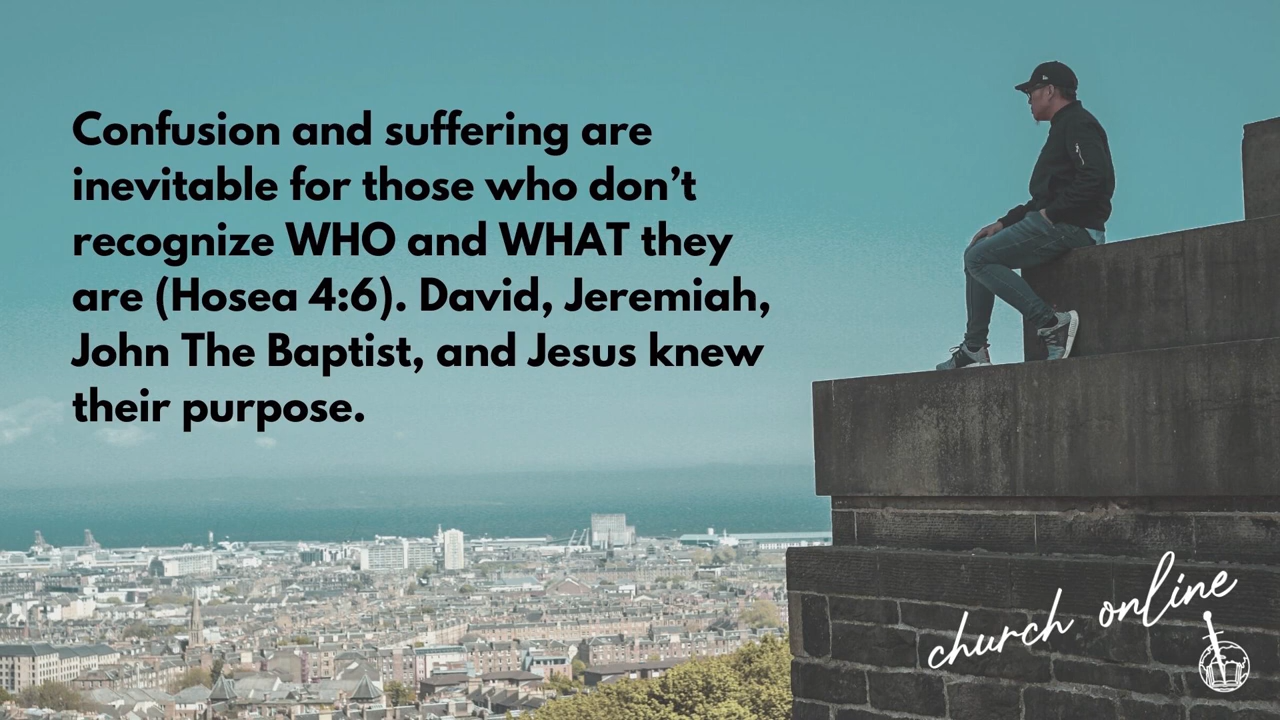 Confusion and suffering are
inevitable for those who don’t
recognize WHO and WHAT they
are (Hosea 4:6). David, Jeremiah,
John The Baptist, and Jesus knew
their purpose.
church online